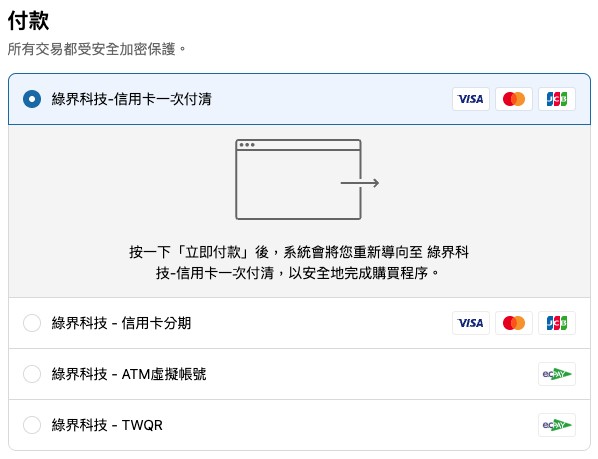 付款
所有交易都受安全加密保護。
綠界科技-信用卡一次付清 VISA JCB
按一下「立即付款」後，系統會將您重新導向至 綠界科
技-信用卡一次付清，以安全地完成購買程序。
綠界科技 - 信用卡分期 VISA JCB
綠界科技 - ATM虛擬帳號 ecPAY
綠界科技 - TWQR ecPAY